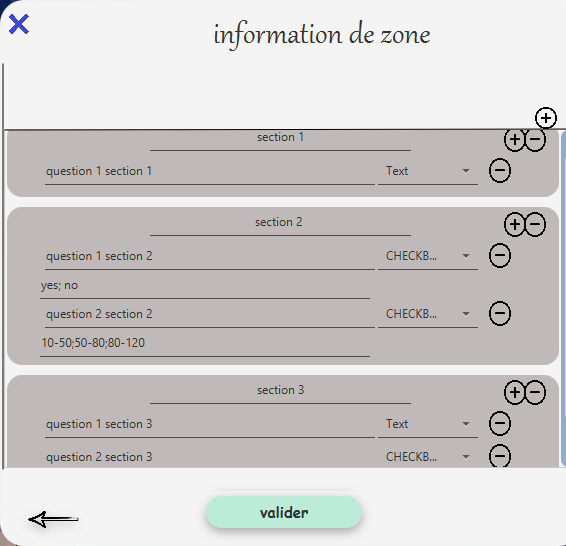 information de zone
section 1
question 1 section 1 Text
section 2
question 1 section 2 CHECKB...
yes; no
question 2 section 2 CHECKB...
10-50;50-80;80-120
section 3
question 1 section 3 Text
question 2 section 3 CHECKB...
valider